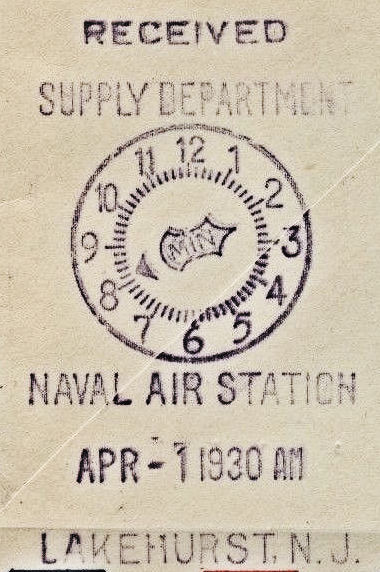 RECEIVED
SUPPLY DEPARTMENT
12
1
2
3
4
5
6
7
8
9
10
11
MIN
NAVAL AIR STATION
APR-1 1930 AM
LAKEHURST, N.J.